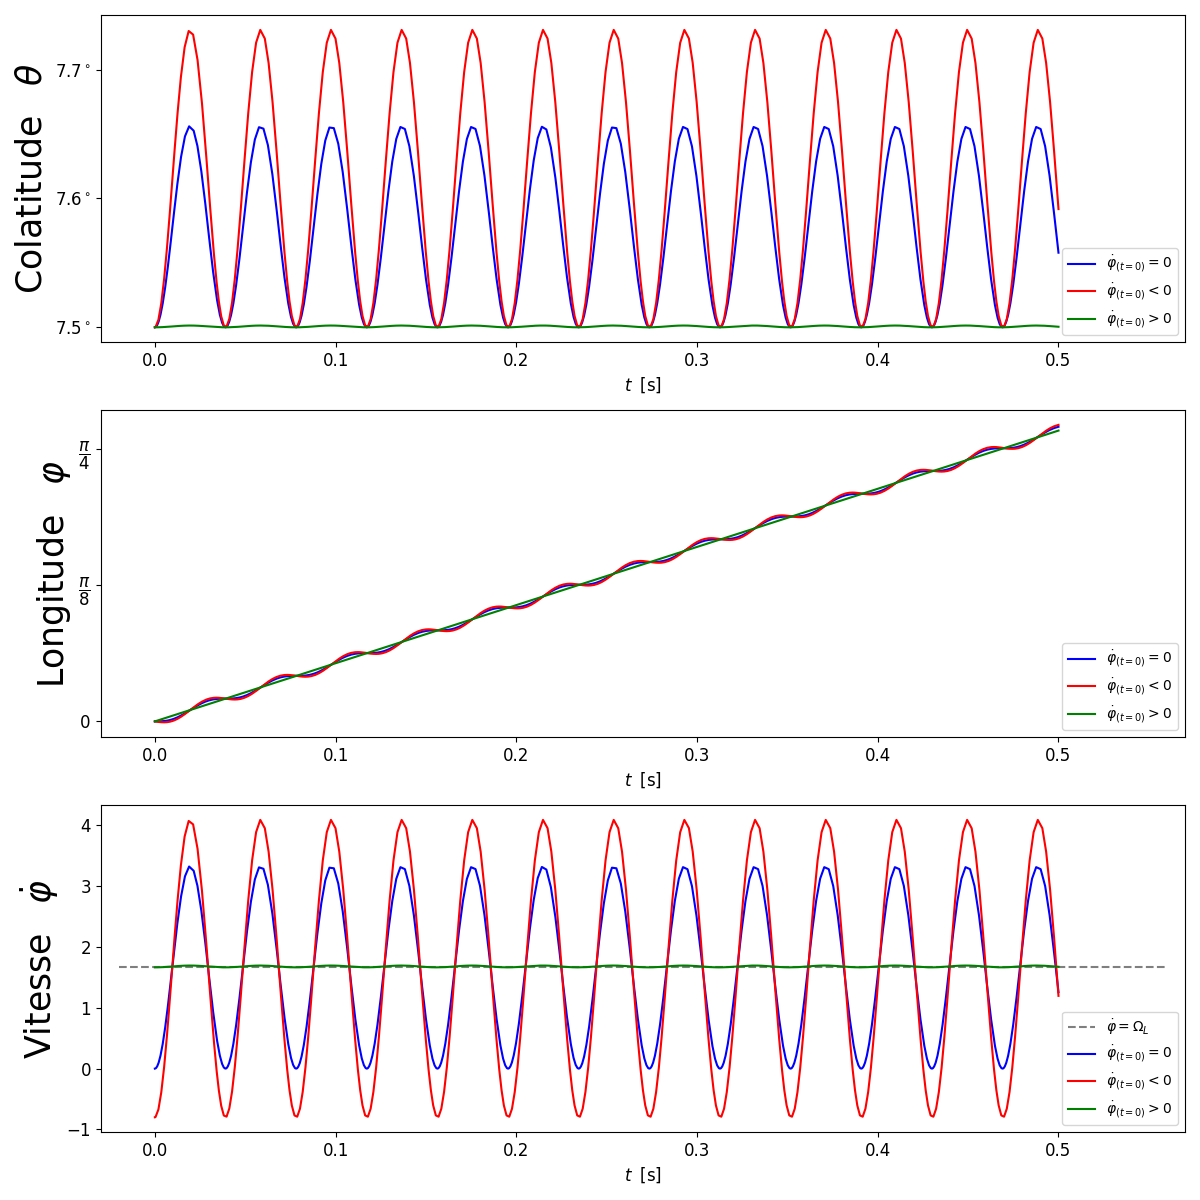 Colatitude θ
7.7°
7.6°
7.5°
0.0 0.1 0.2 0.3 0.4 0.5
t [s]
φ̇(t=0) = 0
φ̇(t=0) < 0
φ̇(t=0) > 0
Longitude φ
π/4
π/8
0
0.0 0.1 0.2 0.3 0.4 0.5
t [s]
φ̇(t=0) = 0
φ̇(t=0) < 0
φ̇(t=0) > 0
Vitesse φ̇
4
3
2
1
0
−1
0.0 0.1 0.2 0.3 0.4 0.5
t [s]
φ̇ = Ω_L
φ̇(t=0) = 0
φ̇(t=0) < 0
φ̇(t=0) > 0